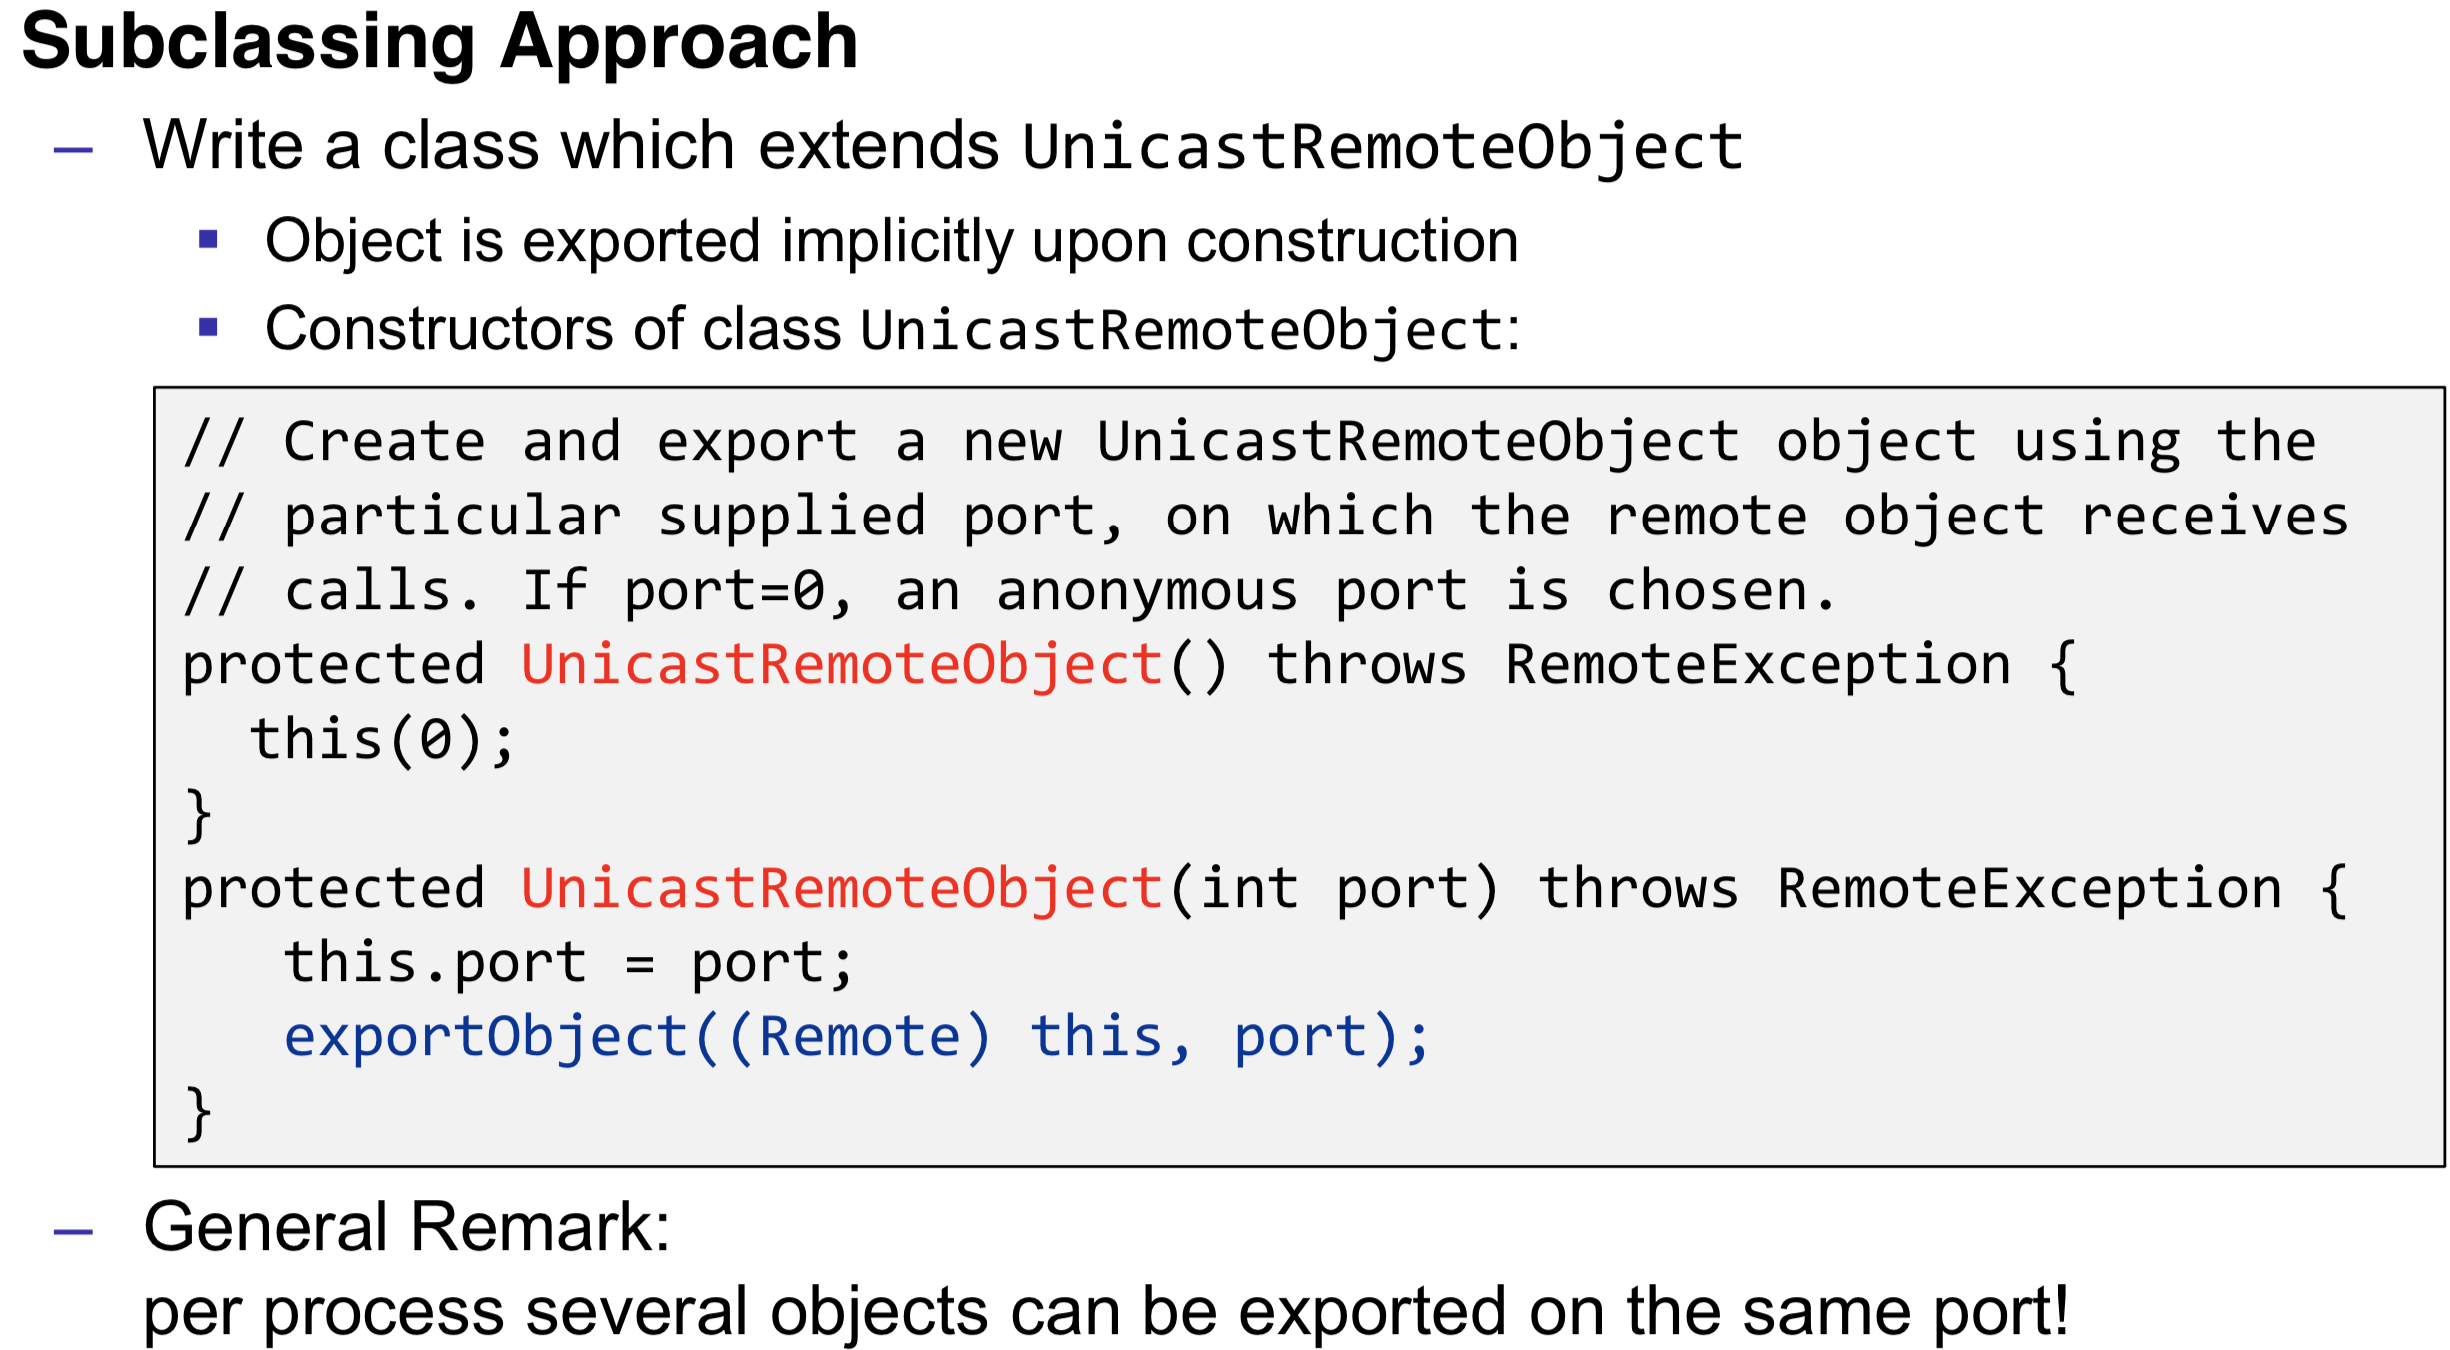 Subclassing Approach
– Write a class which extends UnicastRemoteObject
▪ Object is exported implicitly upon construction
▪ Constructors of class UnicastRemoteObject:
// Create and export a new UnicastRemoteObject object using the
// particular supplied port, on which the remote object receives
// calls. If port=0, an anonymous port is chosen.
protected UnicastRemoteObject() throws RemoteException {
  this(0);
}
protected UnicastRemoteObject(int port) throws RemoteException {
   this.port = port;
   exportObject((Remote) this, port);
}
– General Remark:
per process several objects can be exported on the same port!